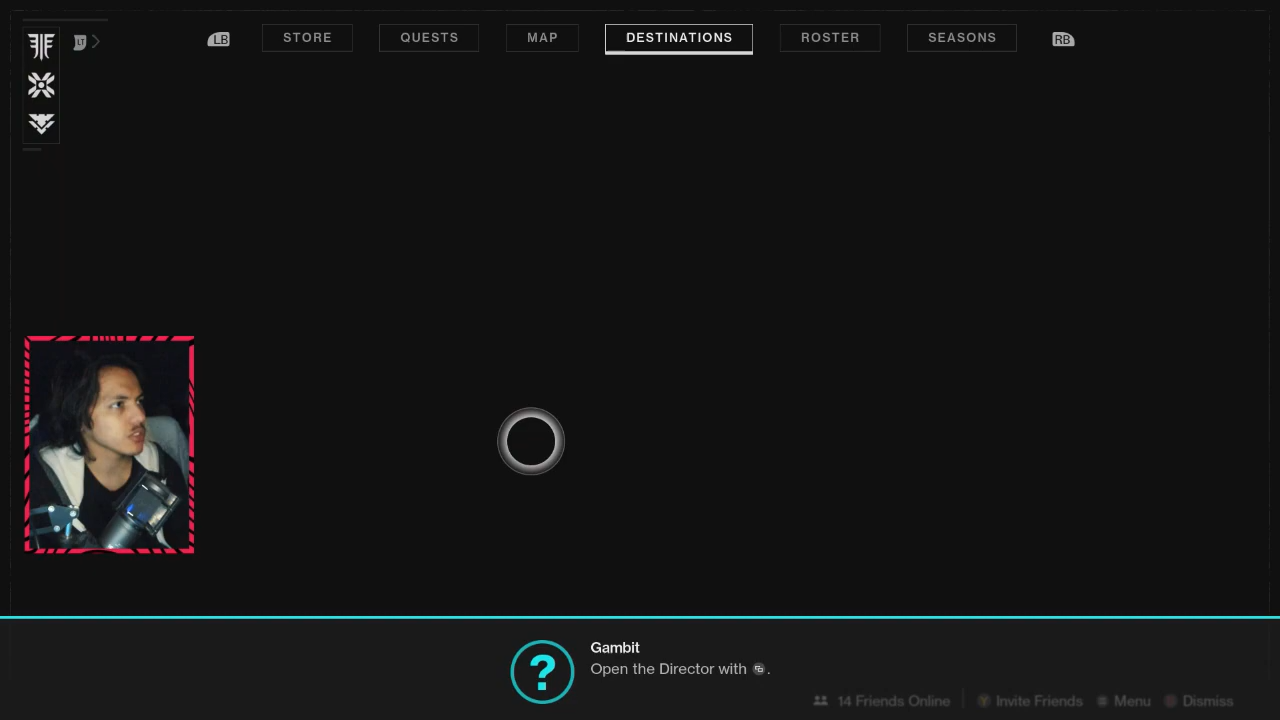 LT
LB
STORE
QUESTS
MAP
DESTINATIONS
ROSTER
SEASONS
RB
?
Gambit
Open the Director with .
14 Friends Online
Y Invite Friends
Menu
Dismiss